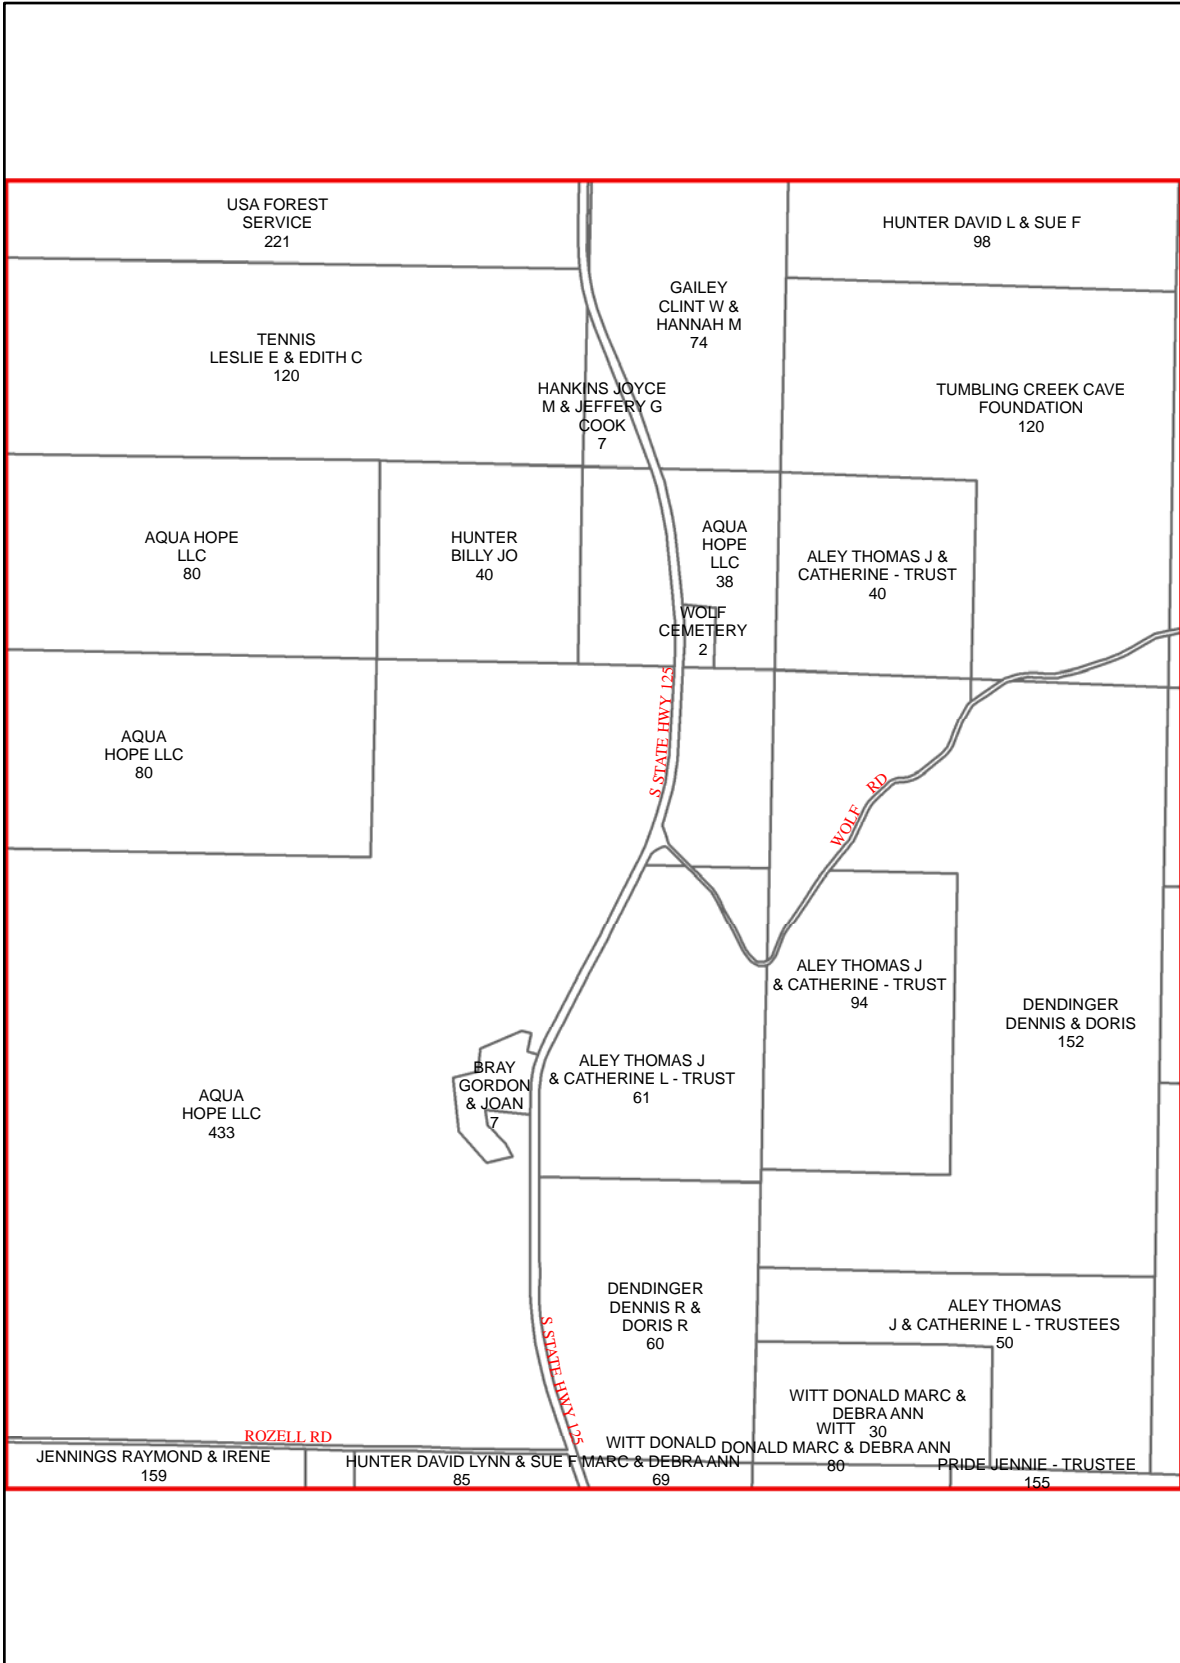 USA FOREST
SERVICE
221
HUNTER DAVID L & SUE F
98
GAILEY
CLINT W &
HANNAH M
74
TENNIS
LESLIE E & EDITH C
120
HANKINS JOYCE
M & JEFFERY G
COOK
7
TUMBLING CREEK CAVE
FOUNDATION
120
AQUA HOPE
LLC
80
HUNTER
BILLY JO
40
AQUA
HOPE
LLC
38
ALEY THOMAS J &
CATHERINE - TRUST
40
WOLF
CEMETERY
2
S STATE HWY 125
AQUA
HOPE LLC
80
WOLF RD
ALEY THOMAS J
& CATHERINE - TRUST
94
DENDINGER
DENNIS & DORIS
152
BRAY
GORDON
& JOAN
7
ALEY THOMAS J
& CATHERINE L - TRUST
61
AQUA
HOPE LLC
433
DENDINGER
DENNIS R &
DORIS R
60
ALEY THOMAS
J & CATHERINE L - TRUSTEES
50
S STATE HWY 125
WITT DONALD MARC &
DEBRA ANN
30
ROZELL RD
JENNINGS RAYMOND & IRENE
159
HUNTER DAVID LYNN & SUE F
85
WITT DONALD
MARC & DEBRA ANN
69
WITT
DONALD MARC & DEBRA ANN
80
PRIDE JENNIE - TRUSTEE
155